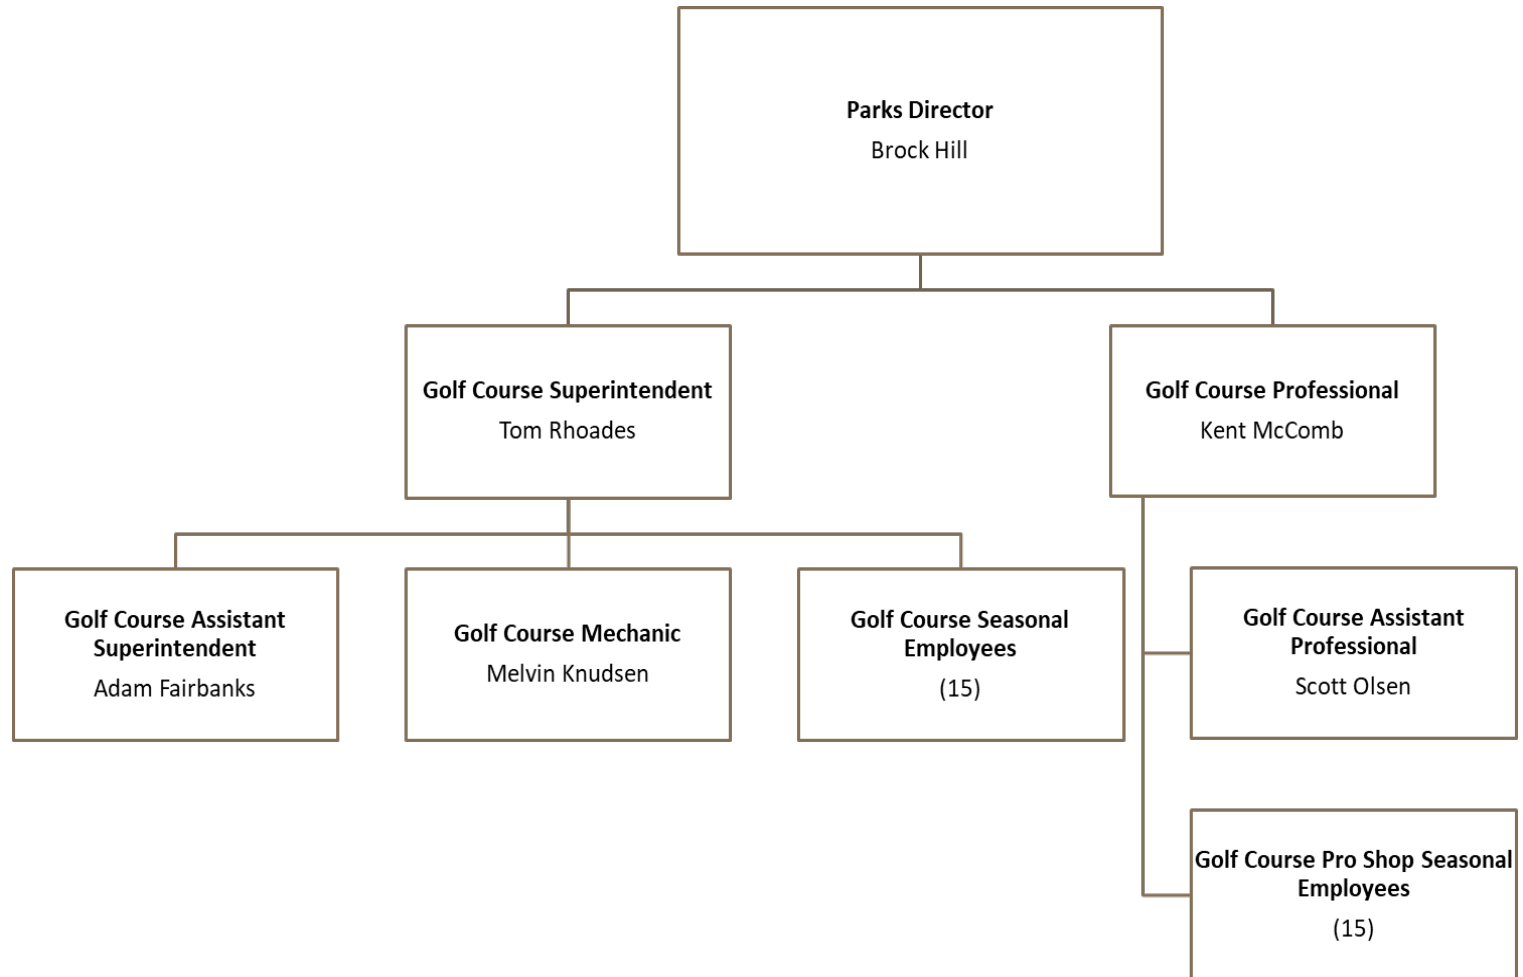 Parks Director
Brock Hill
Golf Course Superintendent
Tom Rhoades
Golf Course Professional
Kent McComb
Golf Course Assistant
Superintendent
Adam Fairbanks
Golf Course Mechanic
Melvin Knudsen
Golf Course Seasonal
Employees
(15)
Golf Course Assistant
Professional
Scott Olsen
Golf Course Pro Shop Seasonal
Employees
(15)